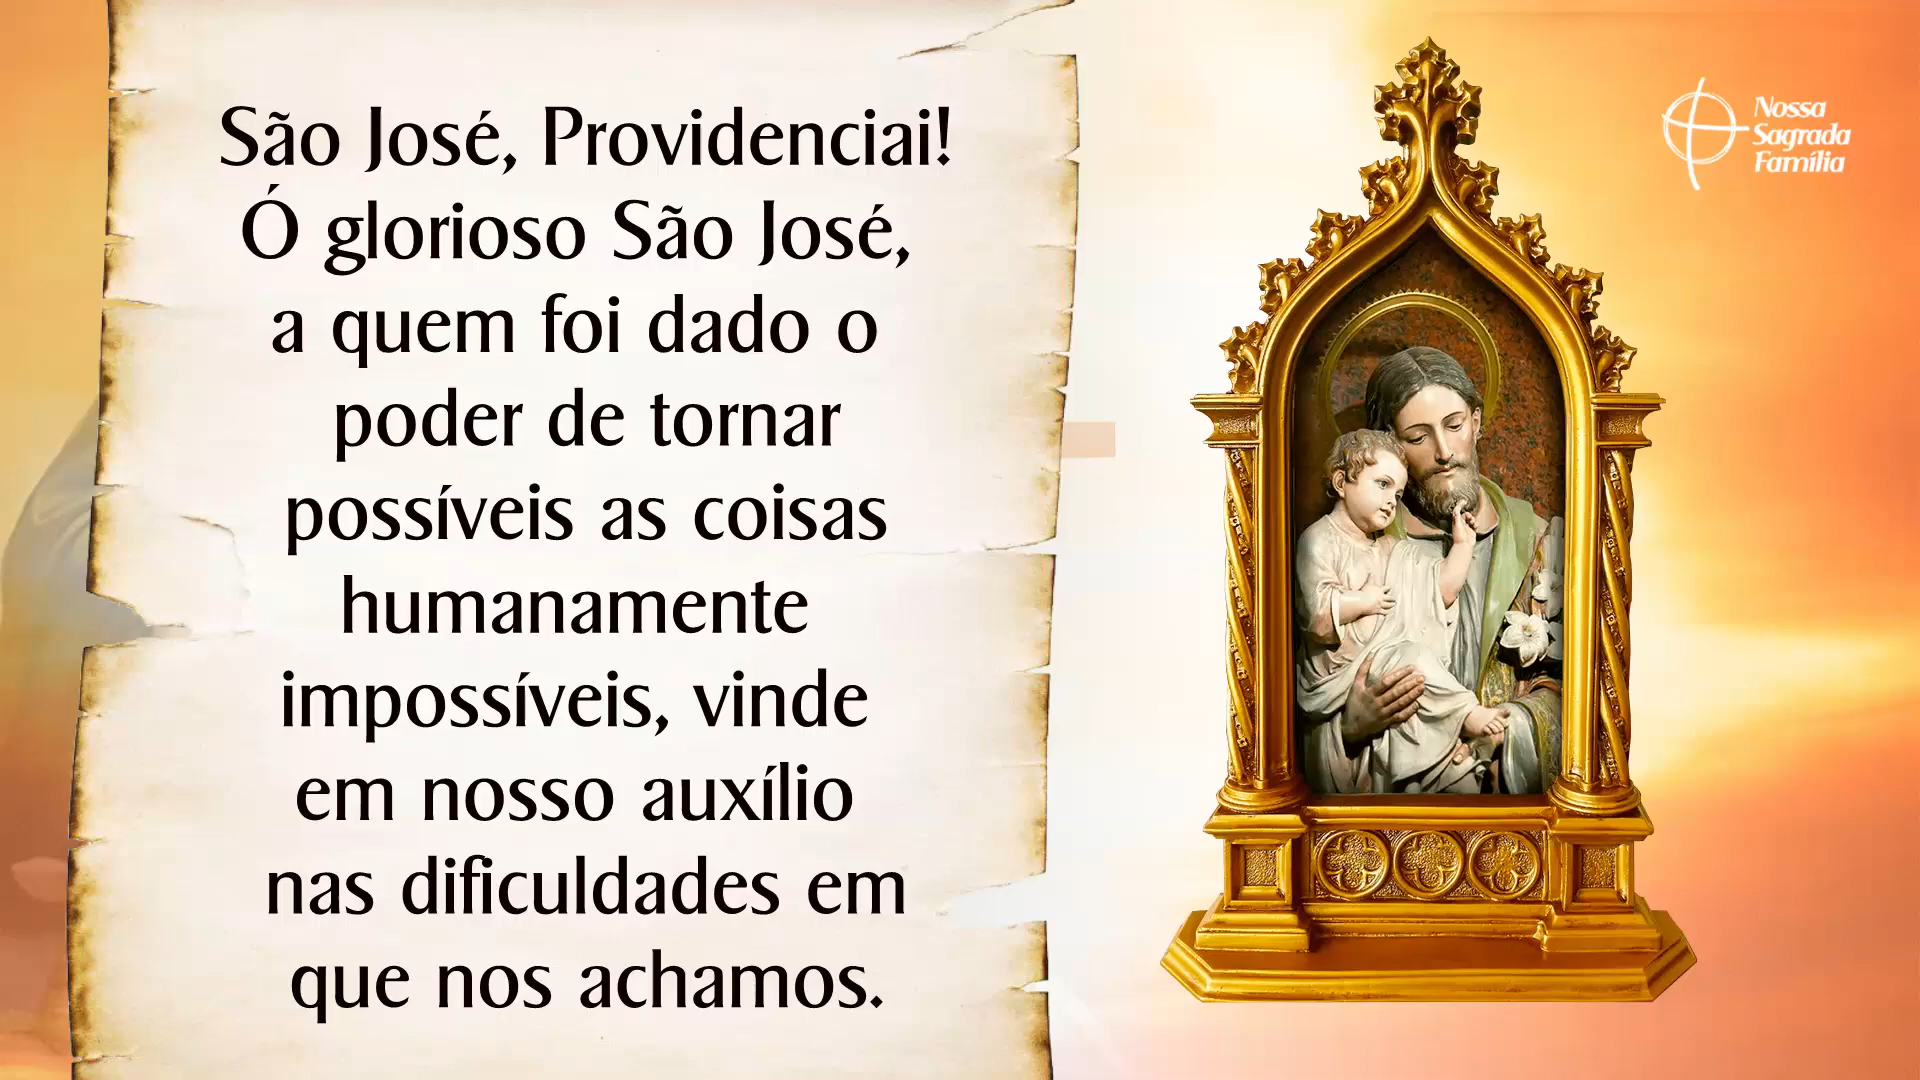 São José, Providenciai!
Ó glorioso São José,
a quem foi dado o
poder de tornar
possíveis as coisas
humanamente
impossíveis, vinde
em nosso auxílio
nas dificuldades em
que nos achamos.
Nossa
Sagrada
Família